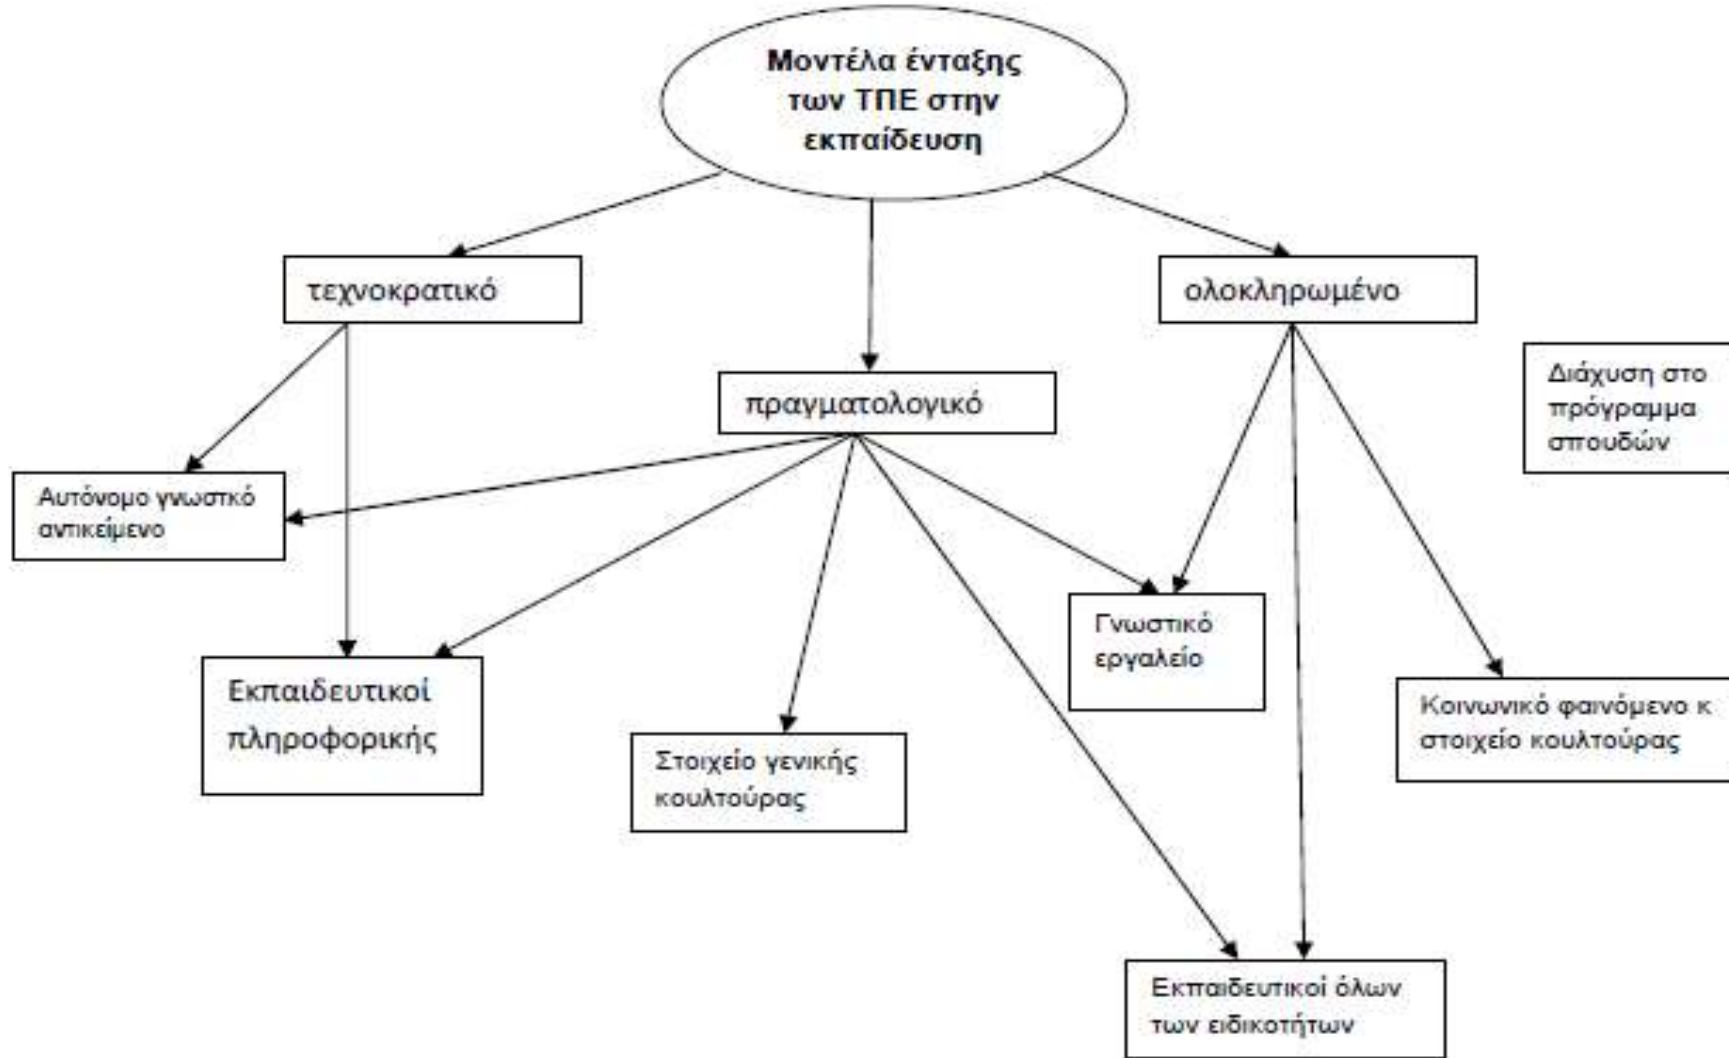 Μοντέλα ένταξης
των ΤΠΕ στην
εκπαίδευση
τεχνοκρατικό
ολοκληρωμένο
πραγματολογικό
Διάχυση στο
πρόγραμμα
σπουδών
Αυτόνομο γνωστκό
αντικείμενο
Γνωστικό
εργαλείο
Εκπαιδευτικοί
πληροφορικής
Κοινωνικό φαινόμενο κ
στοιχείο κουλτούρας
Στοιχείο γενικής
κουλτούρας
Εκπαιδευτικοί όλων
των ειδικοτήτων